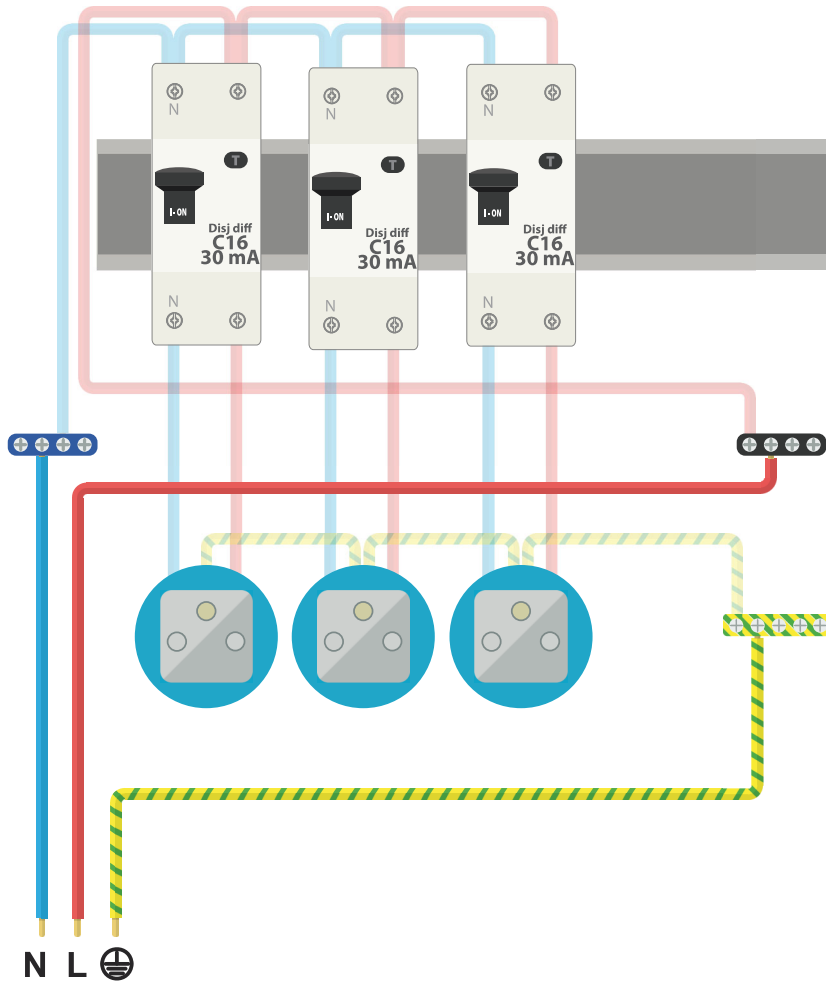 N
N
N
T
T
T
I-ON
I-ON
I-ON
Disj diff
C16
30 mA
Disj diff
C16
30 mA
Disj diff
C16
30 mA
N
N
N
N L